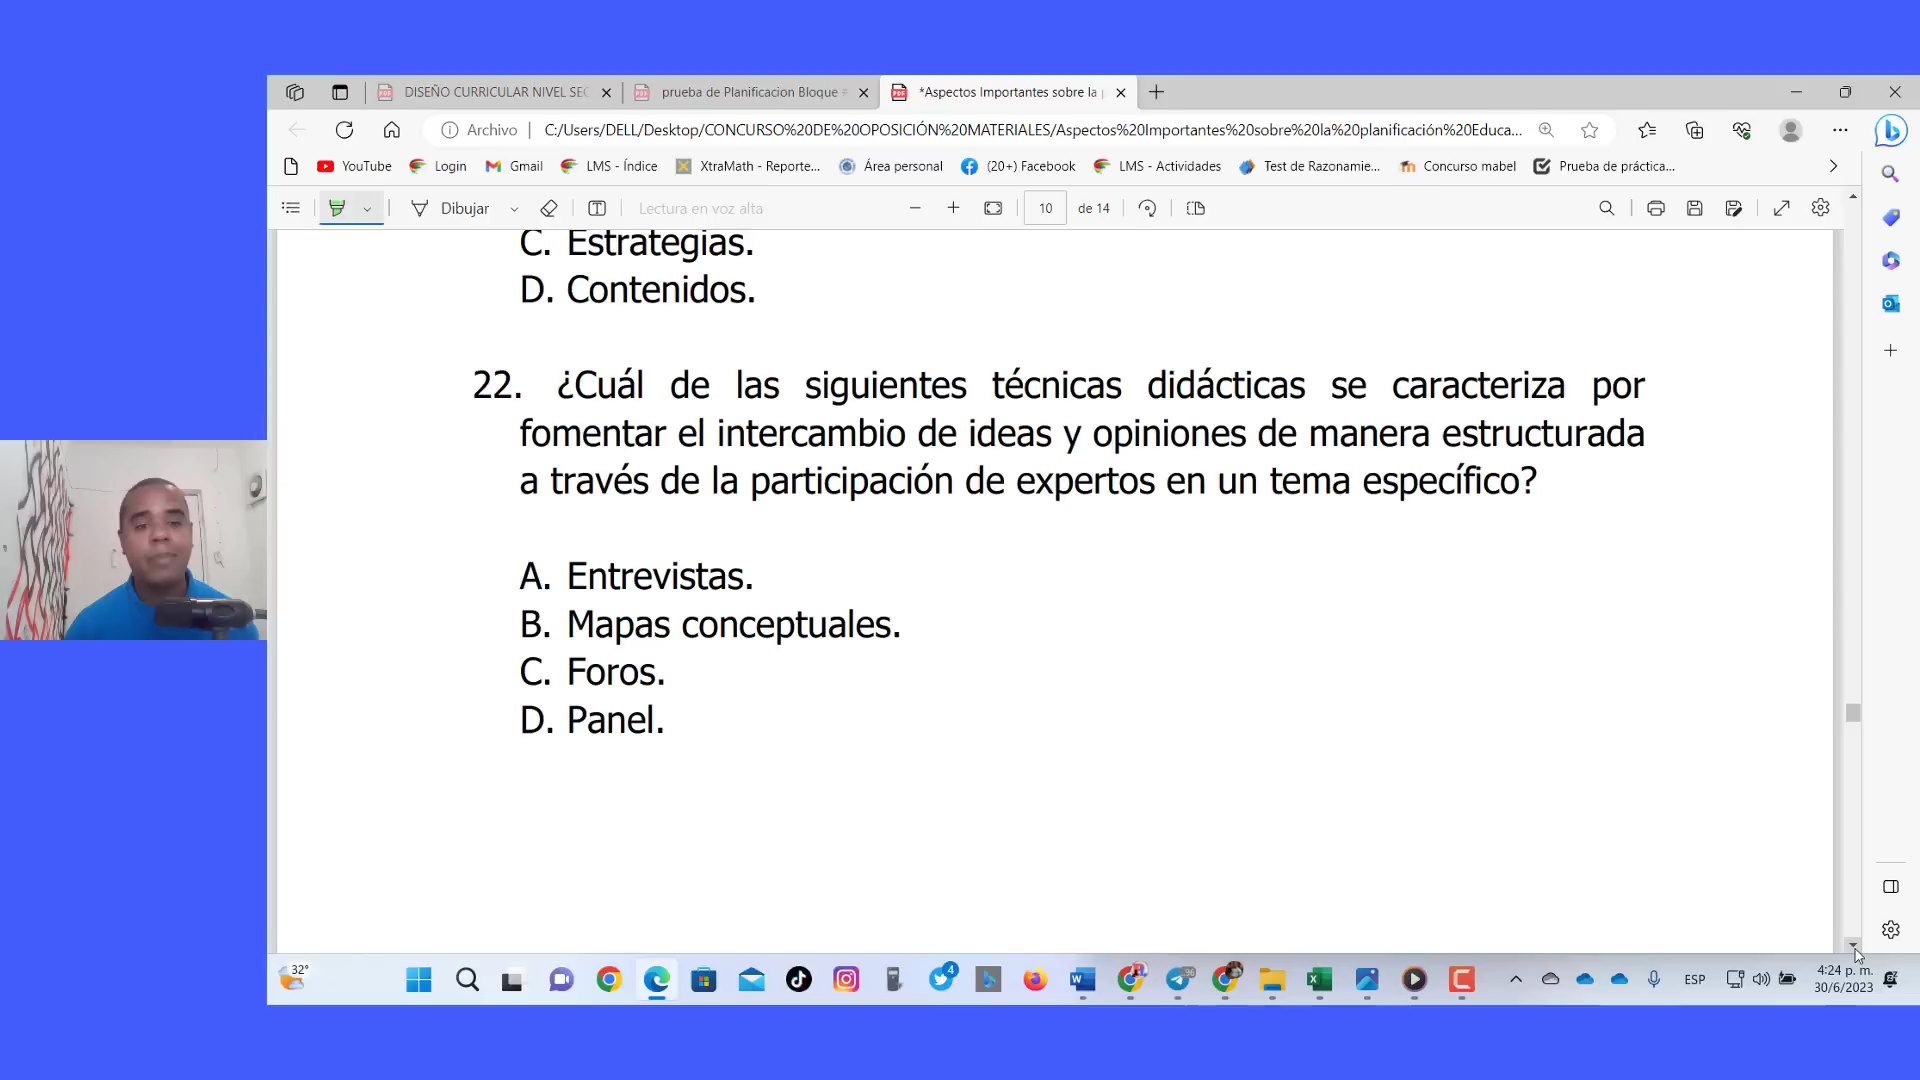 DISEÑO CURRICULAR NIVEL SEC
prueba de Planificacion Bloque
*Aspectos Importantes sobre la
Archivo
C:/Users/DELL/Desktop/CONCURSO%20DE%20OPOSICIÓN%20MATERIALES/Aspectos%20Importantes%20sobre%20la%20planificación%20Educa...
YouTube
Login
Gmail
LMS - Índice
XtraMath - Reporte...
Área personal
(20+) Facebook
LMS - Actividades
Test de Razonamie...
Concurso mabel
Prueba de práctica...
Dibujar
Lectura en voz alta
10
de 14
C. Estrategias.
D. Contenidos.
22. ¿Cuál de las siguientes técnicas didácticas se caracteriza por
fomentar el intercambio de ideas y opiniones de manera estructurada
a través de la participación de expertos en un tema específico?
A. Entrevistas.
B. Mapas conceptuales.
C. Foros.
D. Panel.
32°
4
96
ESP
4:24 p. m.
30/6/2023